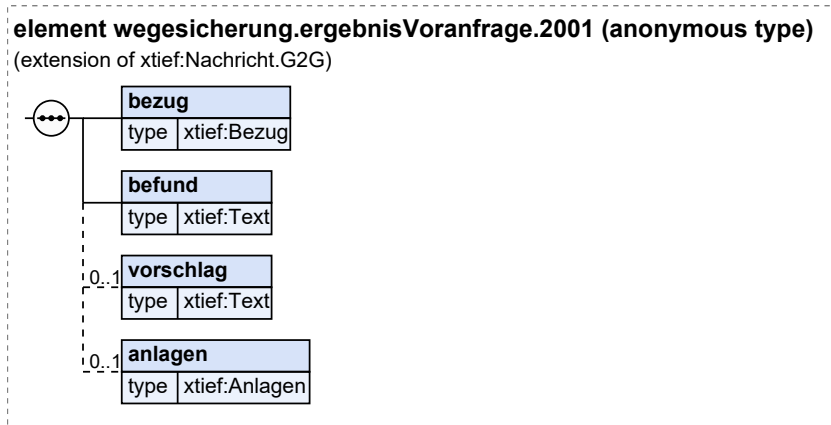 element wegesicherung.ergebnisVoranfrage.2001 (anonymous type)
(extension of xtief:Nachricht.G2G)
bezug
type xtief:Bezug
befund
type xtief:Text
0..1 vorschlag
type xtief:Text
0..1 anlagen
type xtief:Anlagen